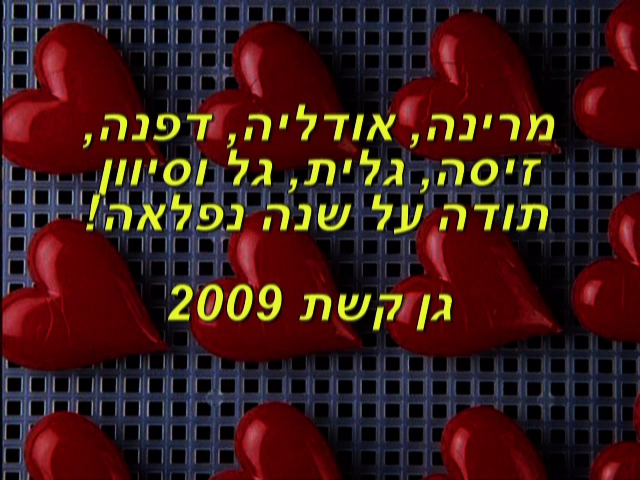 מרינה, אודליה, דפנה,
זיסה, גלית, גל וסיוון
תודה על שנה נפלאה!
גן קשת 2009